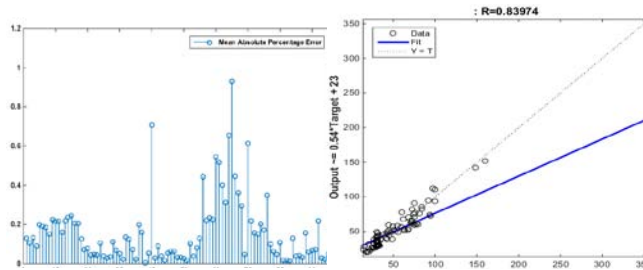 1.2
1
0.8
0.6
0.4
0.2
0
Mean Absolute Percentage Error
: R=0.83974
350
300
250
200
150
100
50
Output ~= 0.54*Target + 23
Data
Fit
Y = T
50 100 150 200 250 300 350